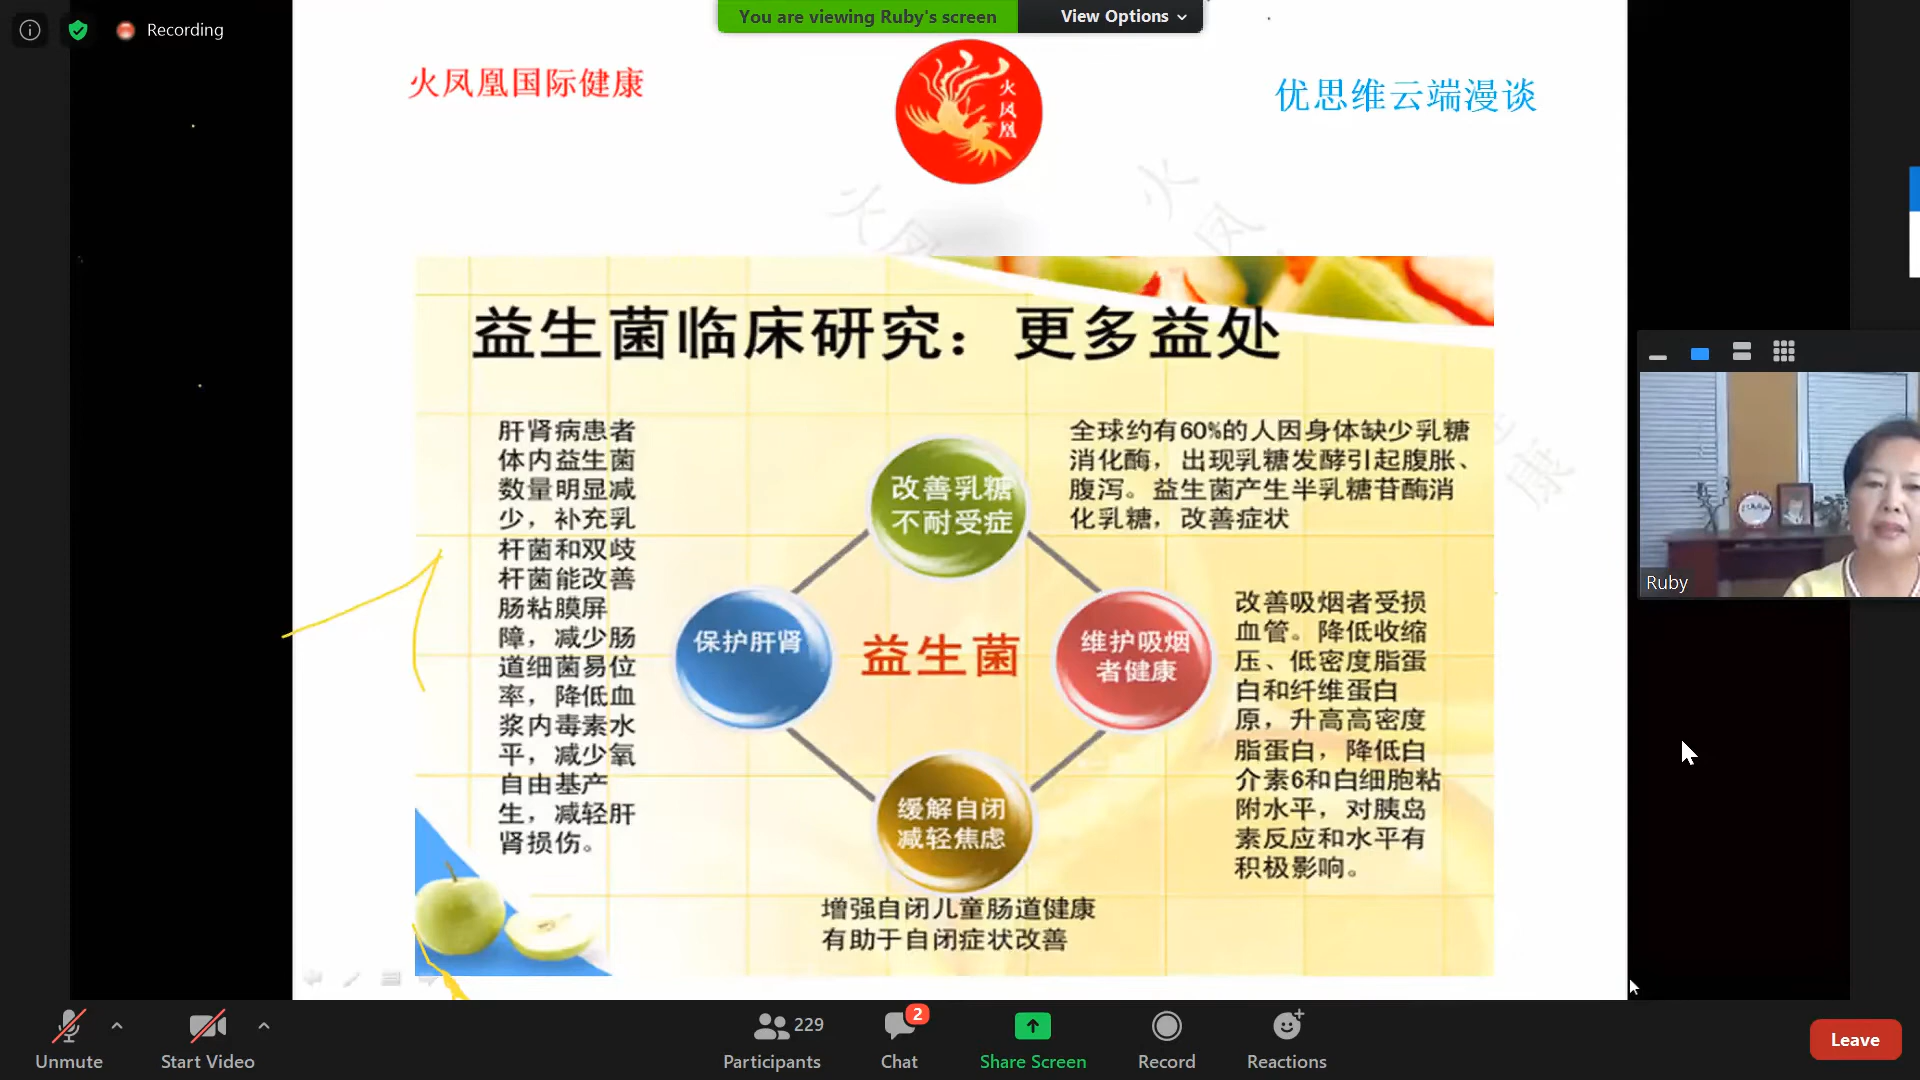 Recording
You are viewing Ruby's screen
View Options
火凤凰国际健康
火凤凰
优思维云端漫谈
火凤
火凤
康
益生菌临床研究：更多益处
肝肾病患者
体内益生菌
数量明显减
少，补充乳
杆菌和双歧
杆菌能改善
肠粘膜屏
障，减少肠
道细菌易位
率，降低血
浆内毒素水
平，减少氧
自由基产
生，减轻肝
肾损伤。
改善乳糖
不耐受症
全球约有60%的人因身体缺少乳糖
消化酶，出现乳糖发酵引起腹胀、
腹泻。益生菌产生半乳糖苷酶消
化乳糖，改善症状
保护肝肾
益生菌
维护吸烟
者健康
改善吸烟者受损
血管。降低收缩
压、低密度脂蛋
白和纤维蛋白
原，升高高密度
脂蛋白，降低白
介素6和白细胞粘
附水平，对胰岛
素反应和水平有
积极影响。
缓解自闭
减轻焦虑
增强自闭儿童肠道健康
有助于自闭症状改善
Ruby
Unmute
Start Video
229
Participants
2
Chat
Share Screen
Record
Reactions
Leave